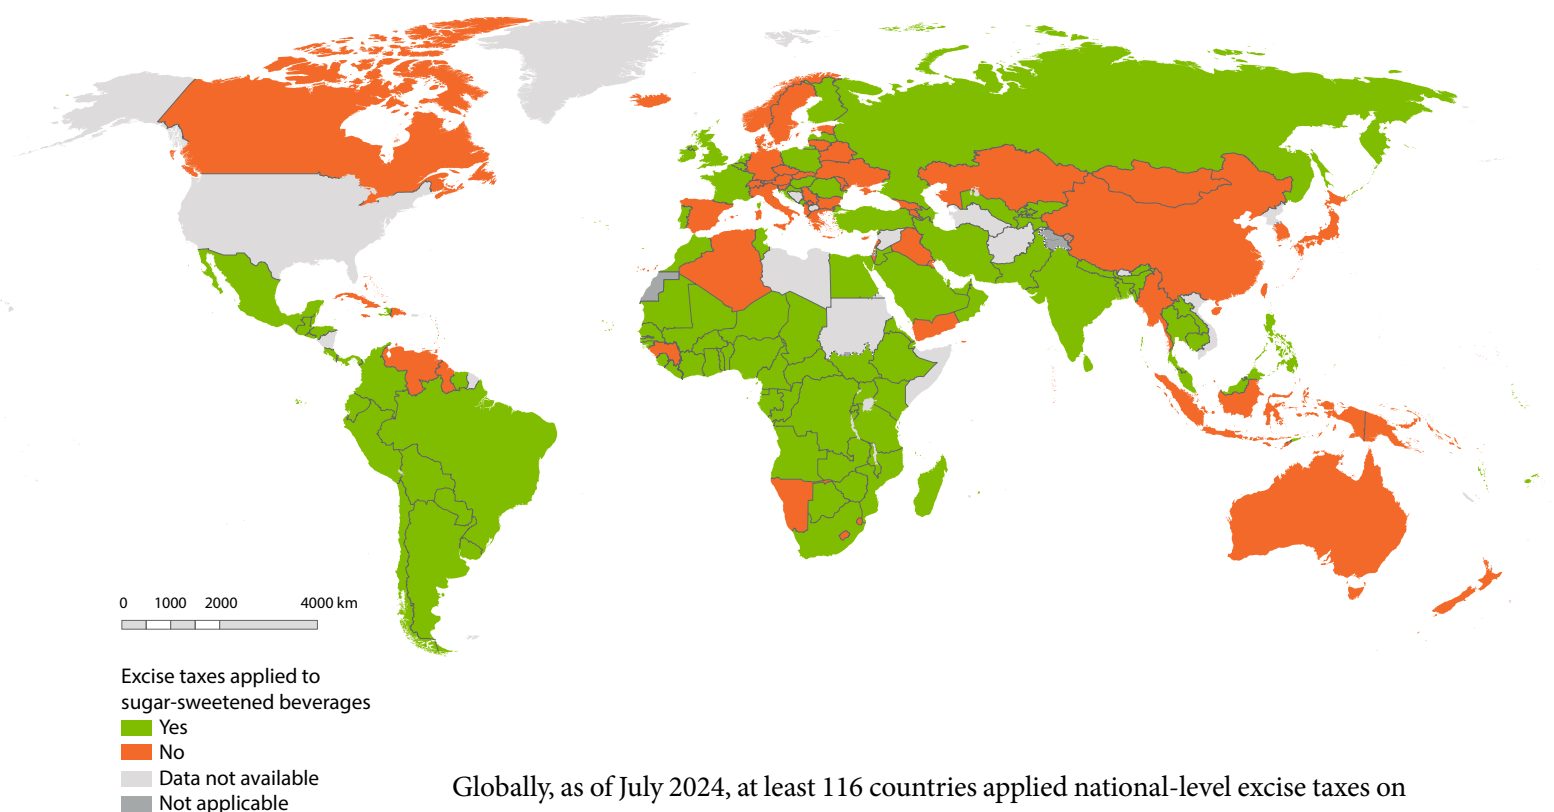 0 1000 2000 4000 km
Excise taxes applied to
sugar-sweetened beverages
Yes
No
Data not available
Not applicable
Globally, as of July 2024, at least 116 countries applied national-level excise taxes on